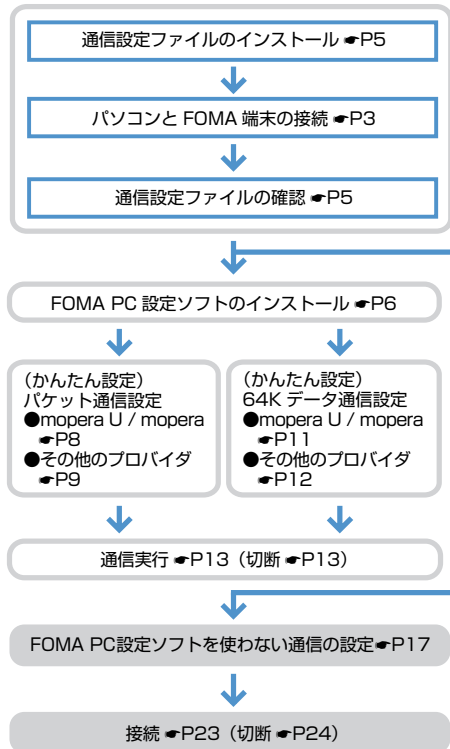 通信設定ファイルのインストール ☛P5
パソコンと FOMA 端末の接続 ☛P3
通信設定ファイルの確認 ☛P5
FOMA PC 設定ソフトのインストール ☛P6
(かんたん設定)
パケット通信設定
●mopera U / mopera
☛P8
●その他のプロバイダ
☛P9
(かんたん設定)
64K データ通信設定
●mopera U / mopera
☛P11
●その他のプロバイダ
☛P12
通信実行 ☛P13（切断 ☛P13）
FOMA PC設定ソフトを使わない通信の設定☛P17
接続 ☛P23（切断 ☛P24）